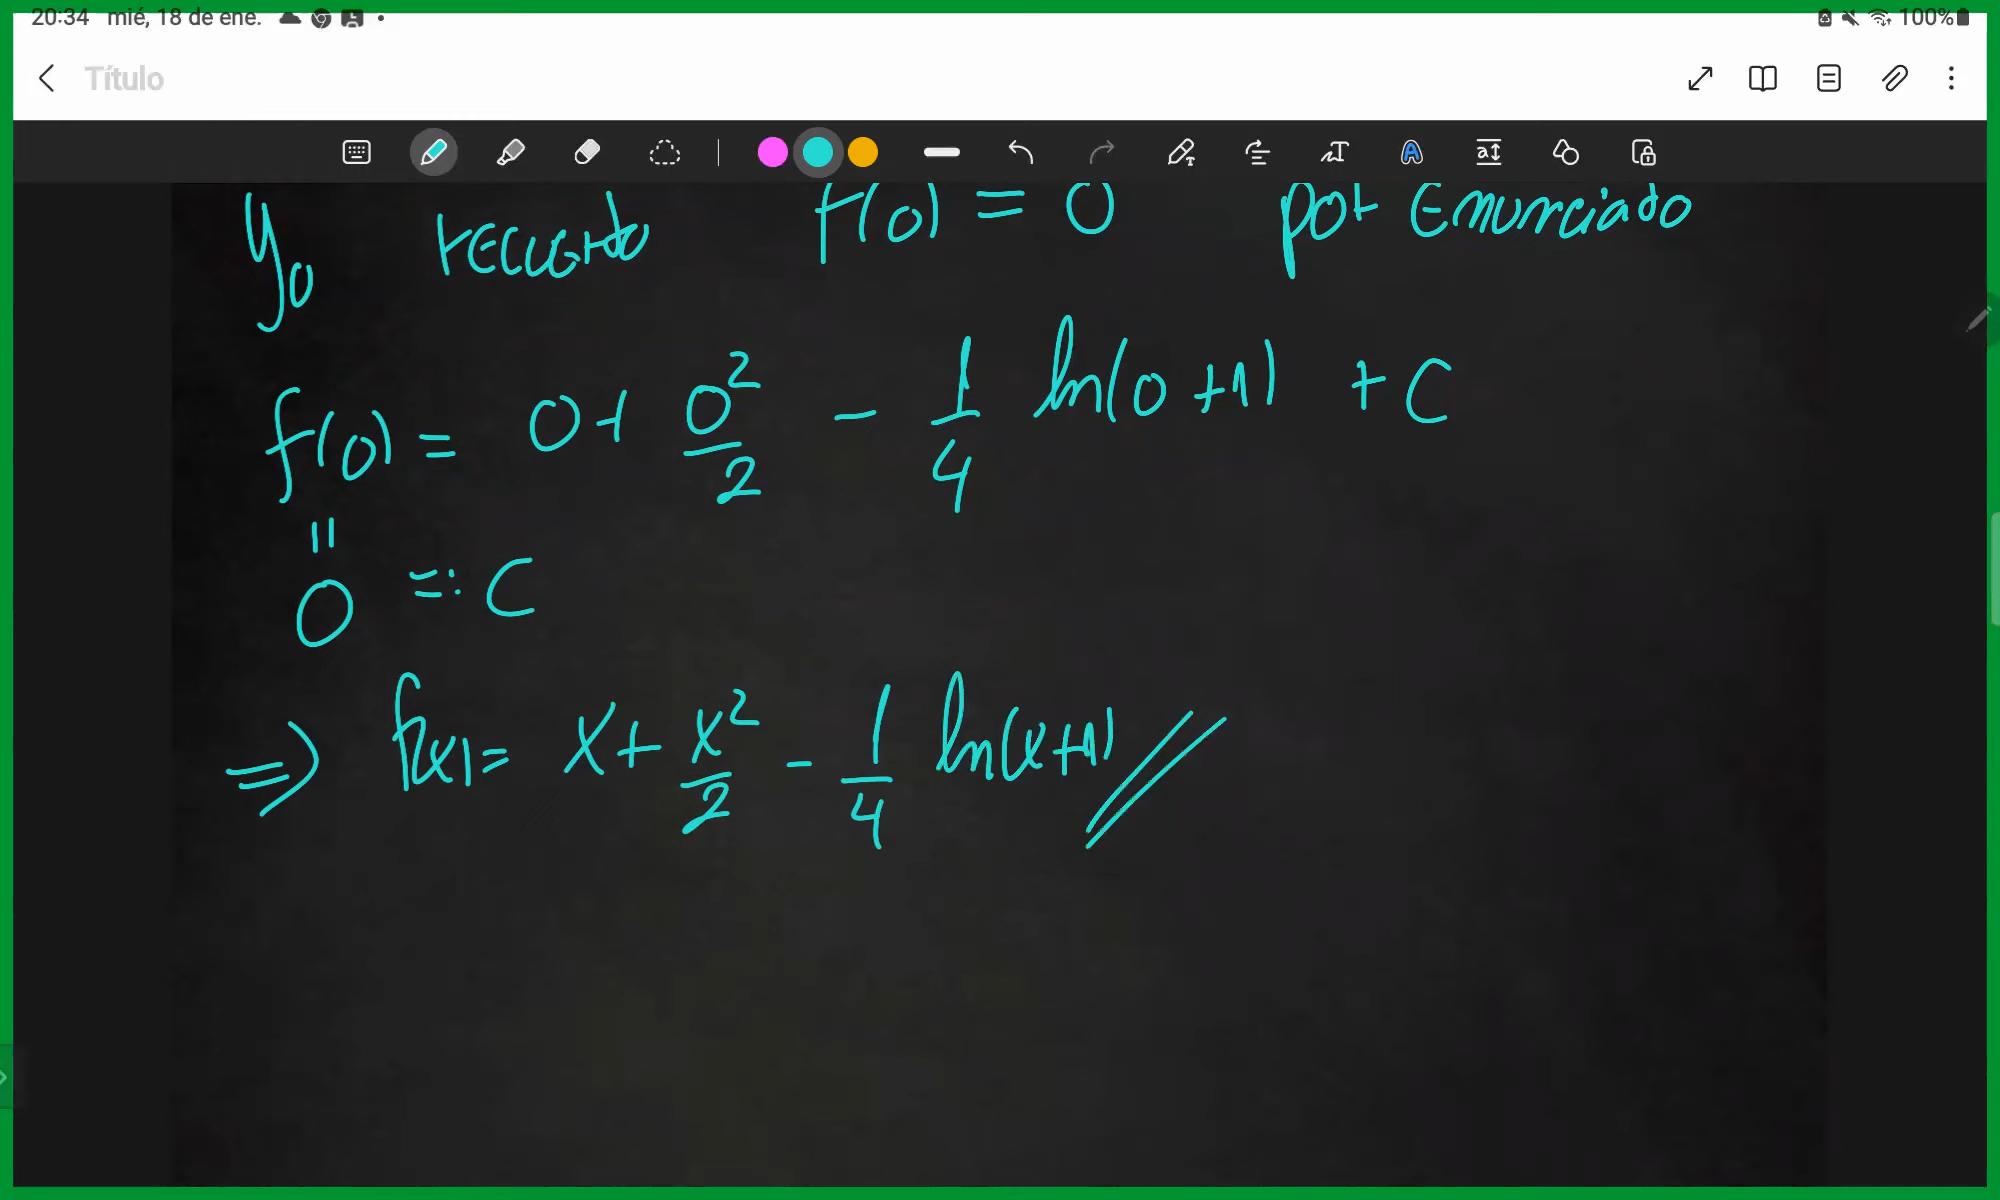 20:34 mié, 18 de ene. 100%
Título
yo recuerdo f(0) = 0 por Enunciado
f(0) = 0 + 0²/2 - 1/4 ln(0+1) + C
=
0 =: C
⇒ f(x) = x + x²/2 - 1/4 ln(x+1) //